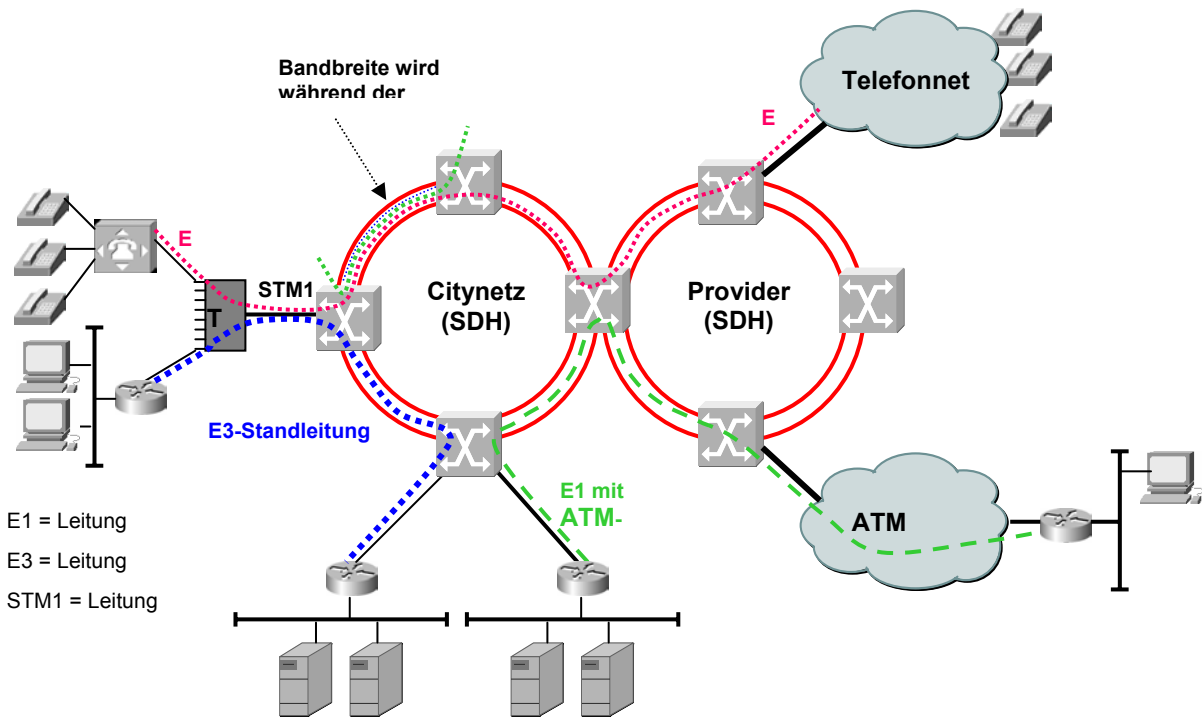 Bandbreite wird
während der
Telefonnet
E
E
STM1
T
Citynetz
(SDH)
Provider
(SDH)
E3-Standleitung
E1 mit
ATM-
ATM
E1 = Leitung
E3 = Leitung
STM1 = Leitung